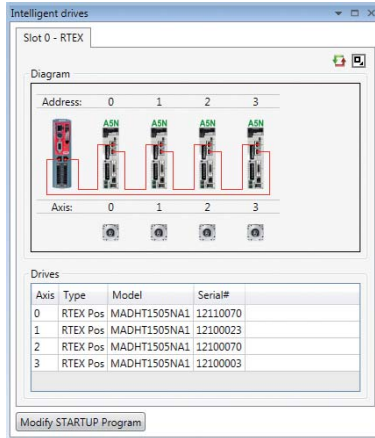 Intelligent drives
Slot 0 - RTEX
Diagram
Address: 0 1 2 3
A5N A5N A5N A5N
Axis: 0 1 2 3
Drives
Axis Type Model Serial#
0 RTEX Pos MADHT1505NA1 12110070
1 RTEX Pos MADHT1505NA1 12100023
2 RTEX Pos MADHT1505NA1 12100070
3 RTEX Pos MADHT1505NA1 12100003
Modify STARTUP Program